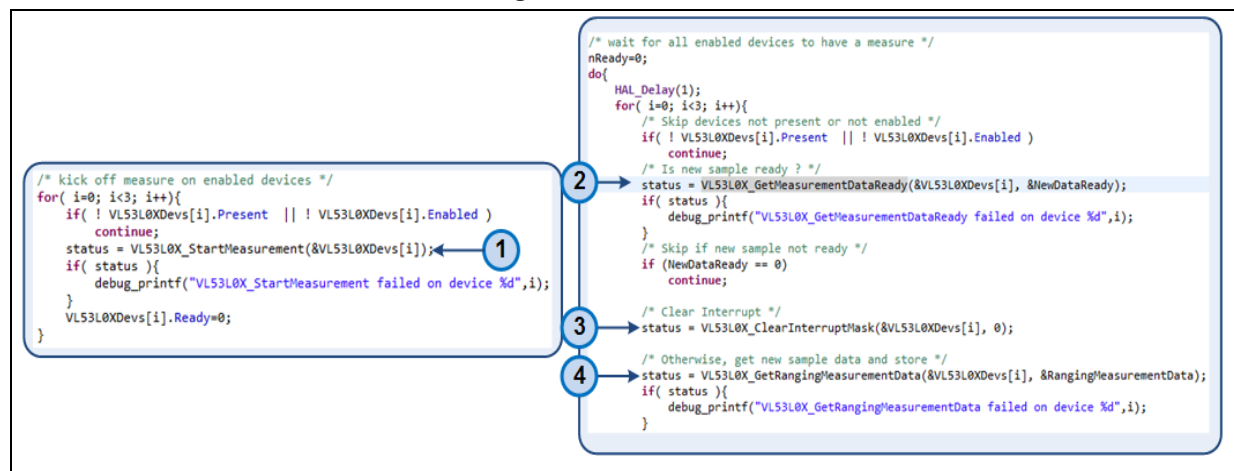 /* kick off measure on enabled devices */
for( i=0; i<3; i++){
    if( ! VL53L0XDevs[i].Present  || ! VL53L0XDevs[i].Enabled )
        continue;
    status = VL53L0X_StartMeasurement(&VL53L0XDevs[i]);
1
    if( status ){
        debug_printf("VL53L0X_StartMeasurement failed on device %d",i);
    }
    VL53L0XDevs[i].Ready=0;
}
/* wait for all enabled devices to have a measure */
nReady=0;
do{
    HAL_Delay(1);
    for( i=0; i<3; i++){
        /* Skip devices not present or not enabled */
        if( ! VL53L0XDevs[i].Present  || ! VL53L0XDevs[i].Enabled )
            continue;
        /* Is new sample ready ? */
2
        status = VL53L0X_GetMeasurementDataReady(&VL53L0XDevs[i], &NewDataReady);
        if( status ){
            debug_printf("VL53L0X_GetMeasurementDataReady failed on device %d",i);
        }
        /* Skip if new sample not ready */
        if (NewDataReady == 0)
            continue;
        /* Clear Interrupt */
3
        status = VL53L0X_ClearInterruptMask(&VL53L0XDevs[i], 0);
        /* Otherwise, get new sample data and store */
4
        status = VL53L0X_GetRangingMeasurementData(&VL53L0XDevs[i], &RangingMeasurementData);
        if( status ){
            debug_printf("VL53L0X_GetRangingMeasurementData failed on device %d",i);
        }